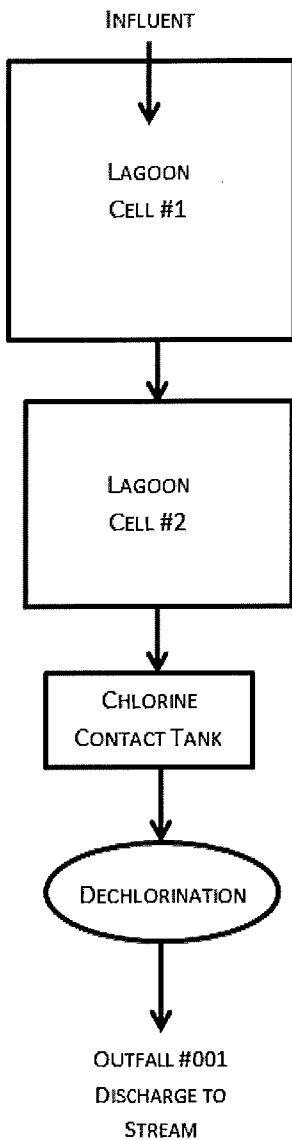 INFLUENT
LAGOON
CELL #1
LAGOON
CELL #2
CHLORINE
CONTACT TANK
DECHLORINATION
OUTFALL #001
DISCHARGE TO
STREAM